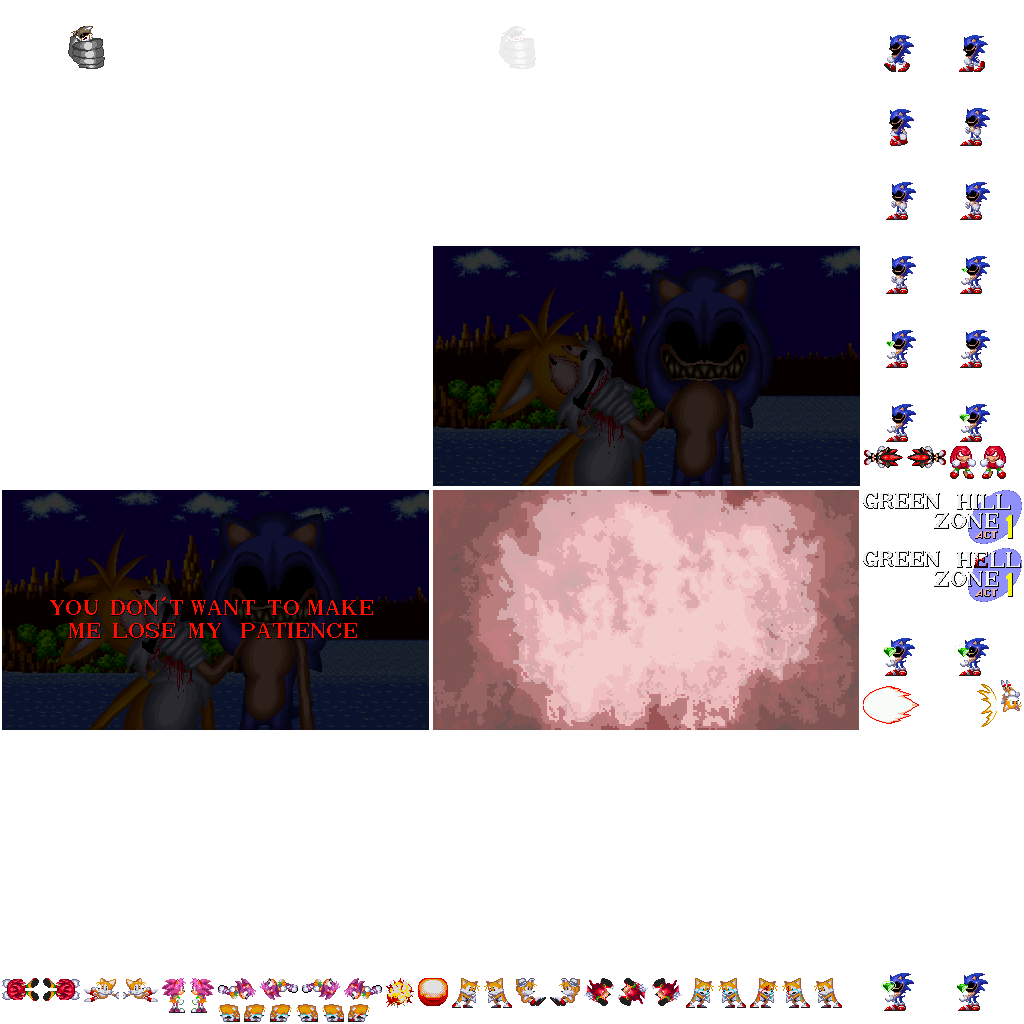 GREEN HILL
ZONE
ACT 1
GREEN HELL
ZONE
ACT 1
YOU DON'T WANT TO MAKE
ME LOSE MY PATIENCE